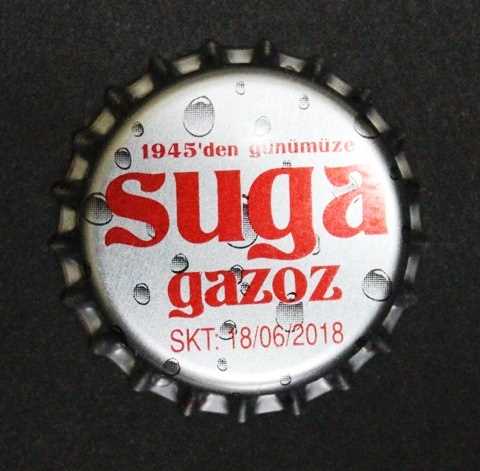 1945'den günümüze
suga
gazoz
SKT: 18/06/2018